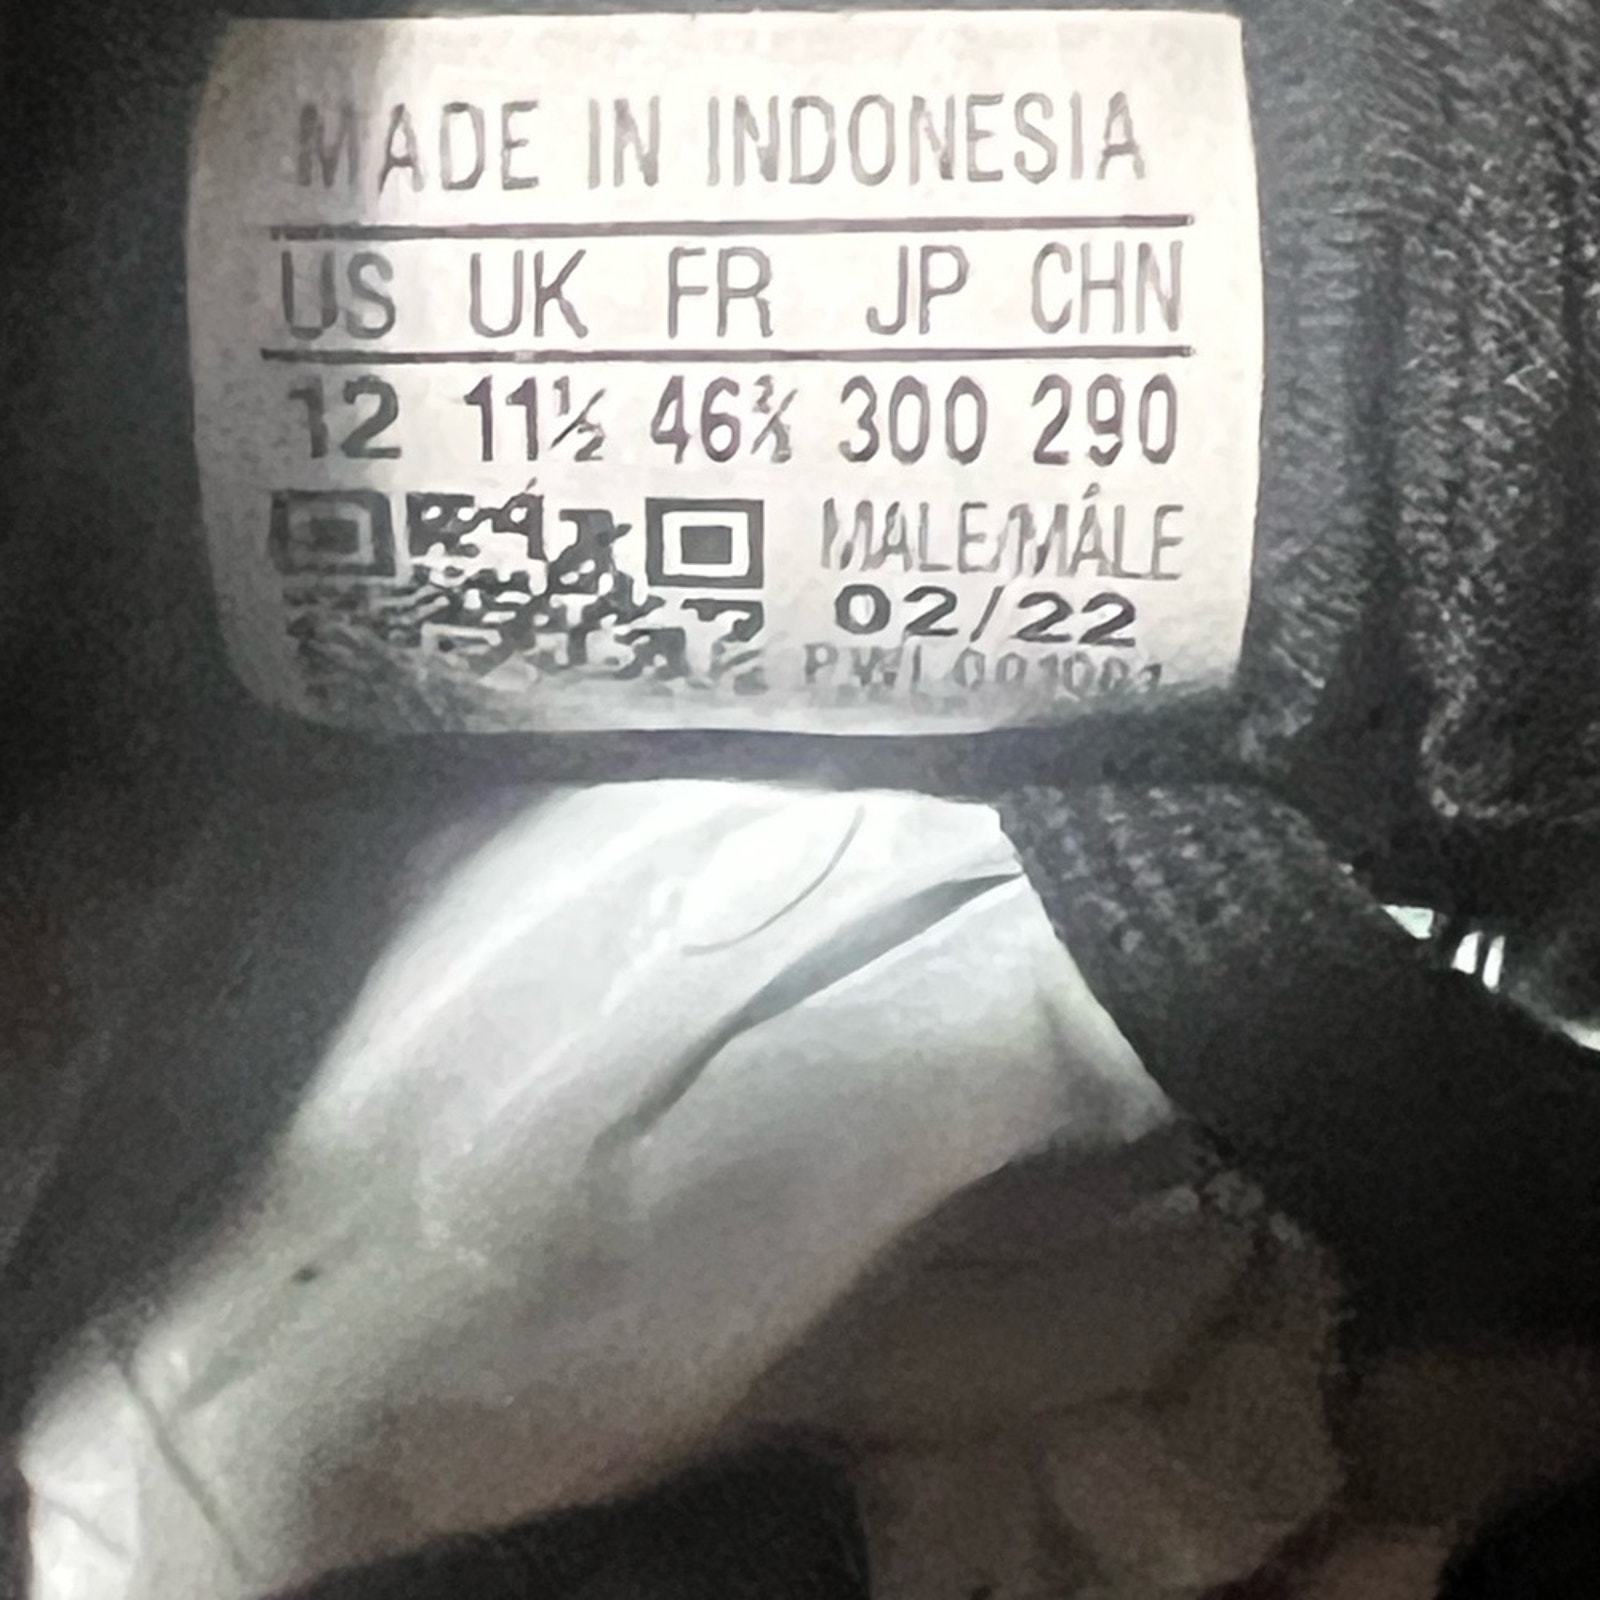 MADE IN INDONESIA
US UK FR JP CHN
12 11½ 46⅔ 300 290
MALE/MÂLE
02/22